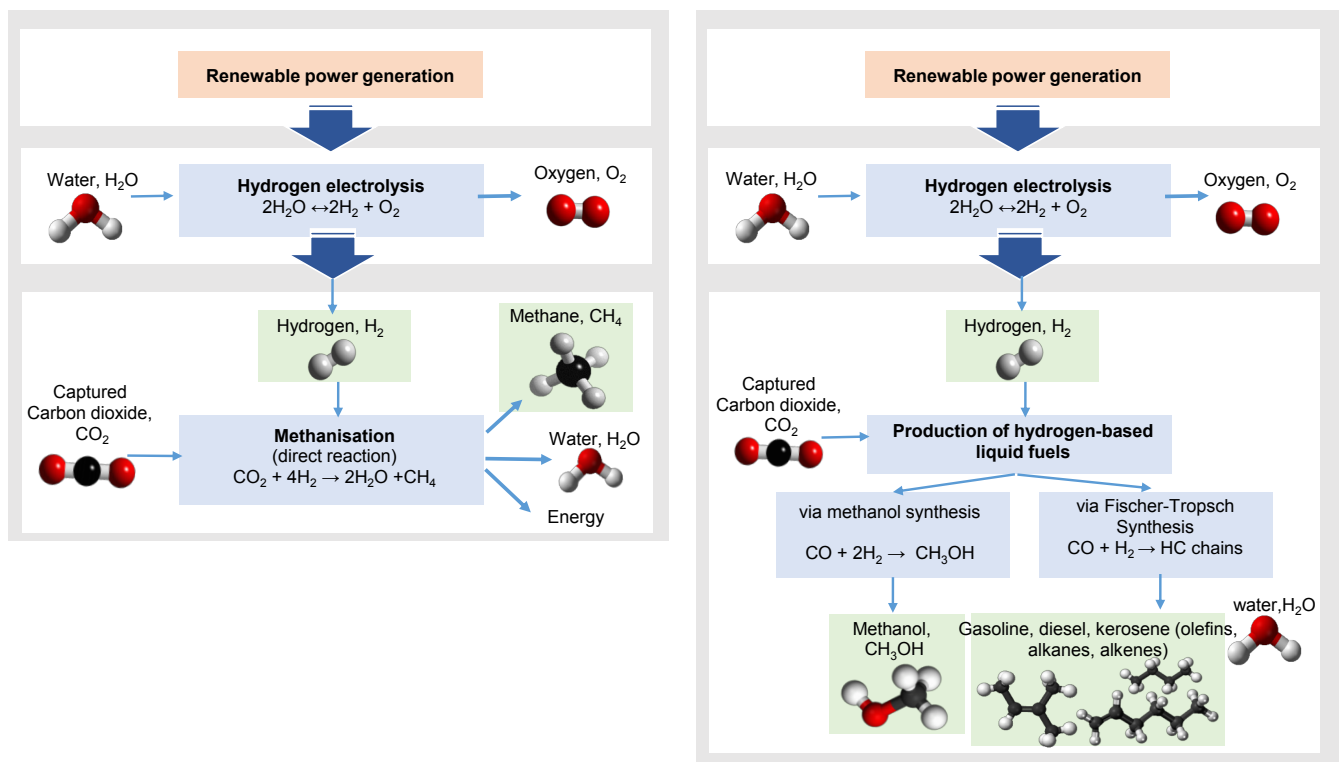 Renewable power generation
Water, H₂O
Hydrogen electrolysis
2H₂O ↔2H₂ + O₂
Oxygen, O₂
Hydrogen, H₂
Methane, CH₄
Captured
Carbon dioxide,
CO₂
Methanisation
(direct reaction)
CO₂ + 4H₂ → 2H₂O +CH₄
Water, H₂O
Energy
Renewable power generation
Water, H₂O
Hydrogen electrolysis
2H₂O ↔2H₂ + O₂
Oxygen, O₂
Hydrogen, H₂
Captured
Carbon dioxide,
CO₂
Production of hydrogen-based
liquid fuels
via methanol synthesis
CO + 2H₂ → CH₃OH
via Fischer-Tropsch
Synthesis
CO + H₂ → HC chains
Methanol,
CH₃OH
Gasoline, diesel, kerosene (olefins,
alkanes, alkenes)
water,H₂O